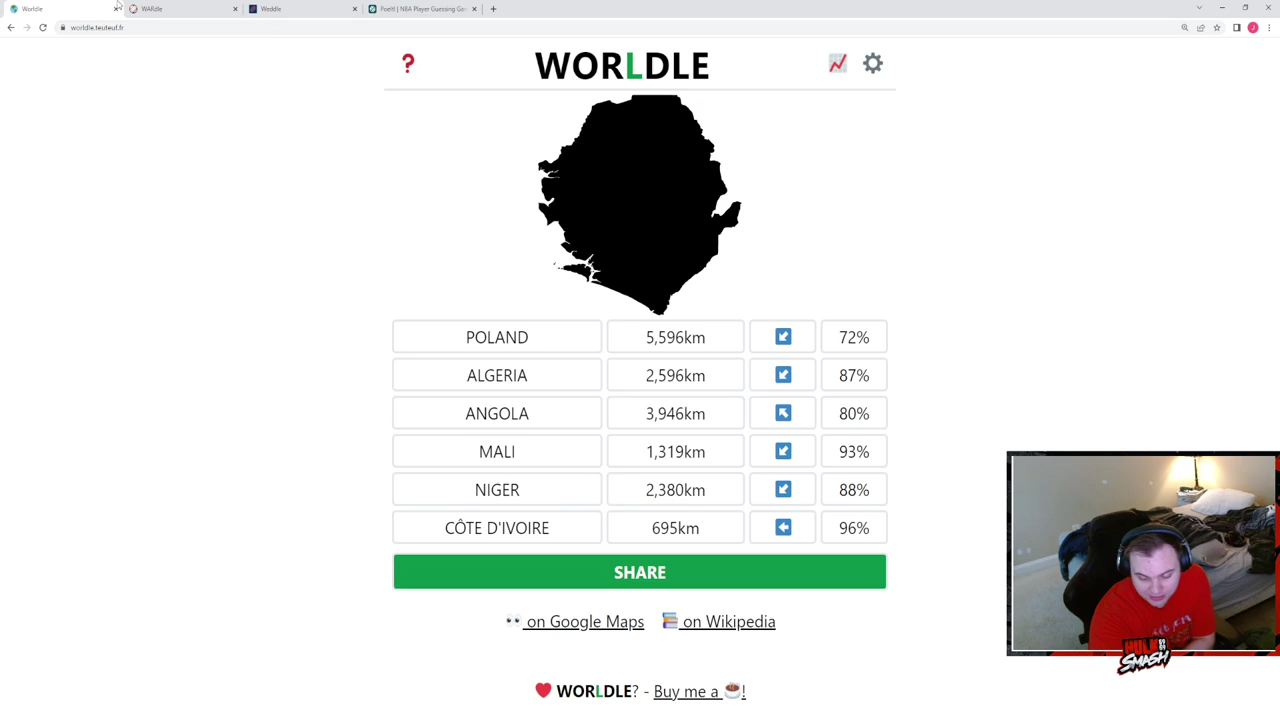 Worldle
WARdle
Weddle
Poeltl | NBA Player Guessing Ga
worldle.teuteuf.fr
J
? WORLDLE
POLAND 5,596km 72%
ALGERIA 2,596km 87%
ANGOLA 3,946km 80%
MALI 1,319km 93%
NIGER 2,380km 88%
CÔTE D'IVOIRE 695km 96%
SHARE
on Google Maps on Wikipedia
WORLDLE? - Buy me a !
HULK
SMASH